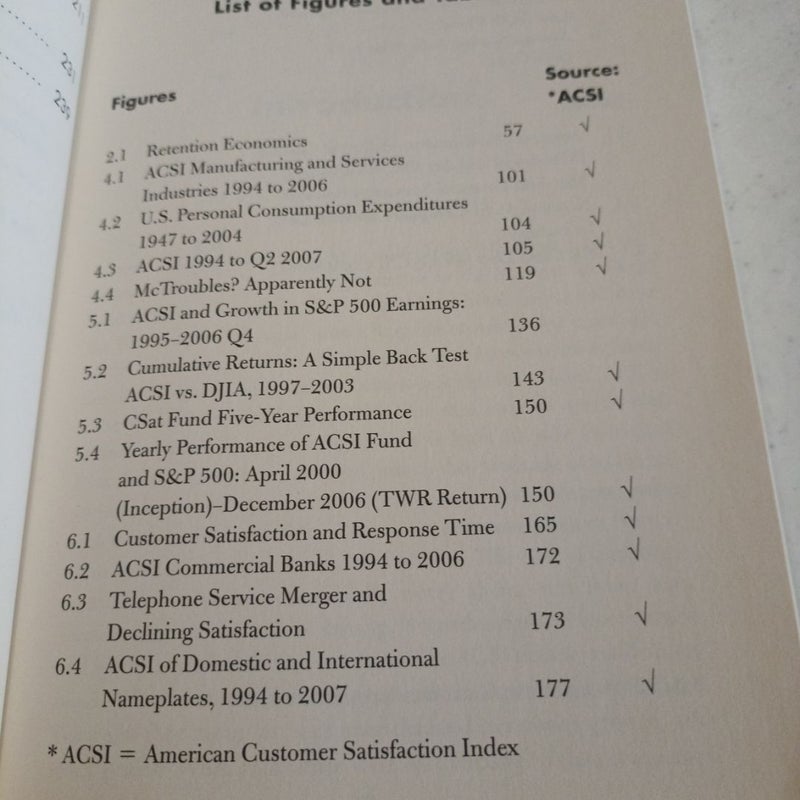 List of Figures and
Figures
Source:
*ACSI
2.1 Retention Economics 57 √
4.1 ACSI Manufacturing and Services
Industries 1994 to 2006 101 √
4.2 U.S. Personal Consumption Expenditures
1947 to 2004 104 √
4.3 ACSI 1994 to Q2 2007 105 √
4.4 McTroubles? Apparently Not 119 √
5.1 ACSI and Growth in S&P 500 Earnings:
1995–2006 Q4 136
5.2 Cumulative Returns: A Simple Back Test
ACSI vs. DJIA, 1997–2003 143 √
5.3 CSat Fund Five-Year Performance 150 √
5.4 Yearly Performance of ACSI Fund
and S&P 500: April 2000
(Inception)–December 2006 (TWR Return) 150 √
6.1 Customer Satisfaction and Response Time 165 √
6.2 ACSI Commercial Banks 1994 to 2006 172 √
6.3 Telephone Service Merger and
Declining Satisfaction 173 √
6.4 ACSI of Domestic and International
Nameplates, 1994 to 2007 177 √
* ACSI = American Customer Satisfaction Index